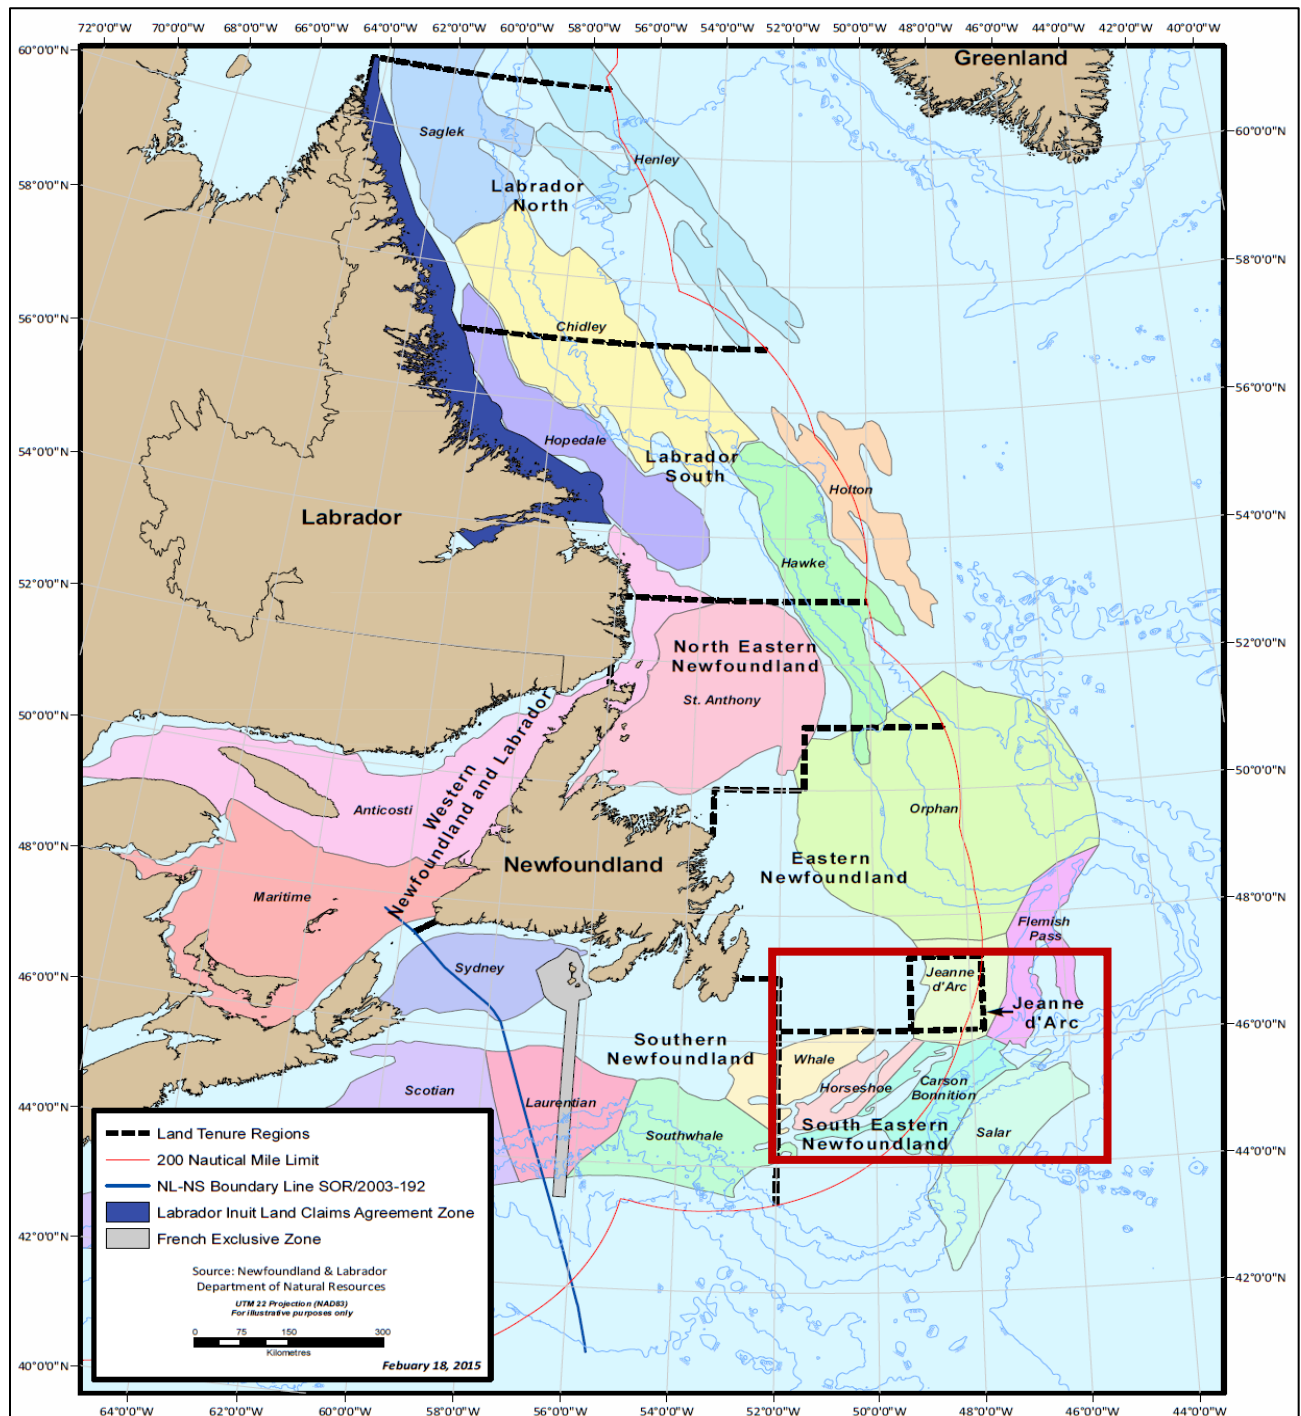 72°0'0"W 70°0'0"W 68°0'0"W 66°0'0"W 64°0'0"W 62°0'0"W 60°0'0"W 58°0'0"W 56°0'0"W 54°0'0"W 52°0'0"W 50°0'0"W 48°0'0"W 46°0'0"W 44°0'0"W 42°0'0"W 40°0'0"W
60°0'0"N
Greenland
Saglek
60°0'0"N
Henley
58°0'0"N
Labrador
North
58°0'0"N
56°0'0"N
Chidley
56°0'0"N
Hopedale
54°0'0"N
Labrador
South
Holton
Labrador
54°0'0"N
Hawke
52°0'0"N
52°0'0"N
North Eastern
Newfoundland
St. Anthony
50°0'0"N
Western
Newfoundland and Labrador
50°0'0"N
Anticosti
Orphan
48°0'0"N
Newfoundland
Eastern
Newfoundland
Maritime
48°0'0"N
Flemish
Pass
Sydney
46°0'0"N
Jeanne
d'Arc
Jeanne
d'Arc
46°0'0"N
Southern
Newfoundland
Whale
Horseshoe
Carson
Bonnition
Scotian
Laurentian
44°0'0"N
South Eastern
Newfoundland
Salar
Southwhale
44°0'0"N
Land Tenure Regions
200 Nautical Mile Limit
NL-NS Boundary Line SOR/2003-192
Labrador Inuit Land Claims Agreement Zone
French Exclusive Zone
42°0'0"N
42°0'0"N
Source: Newfoundland & Labrador
Department of Natural Resources
UTM 22 Projection (NAD83)
For illustrative purposes only
0 75 150 300
Kilometres
Febuary 18, 2015
40°0'0"N
64°0'0"W 62°0'0"W 60°0'0"W 58°0'0"W 56°0'0"W 54°0'0"W 52°0'0"W 50°0'0"W 48°0'0"W 46°0'0"W 44°0'0"W